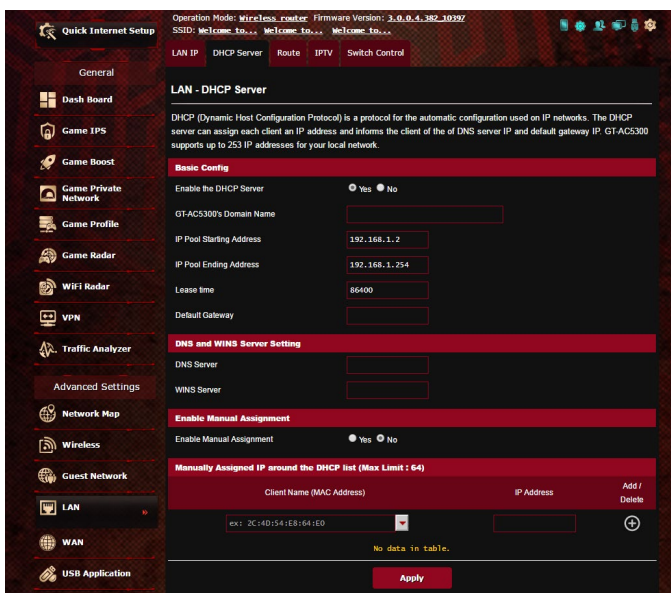 Quick Internet Setup
General
Dash Board
Game IPS
Game Boost
Game Private
Network
Game Profile
Game Radar
WiFi Radar
VPN
Traffic Analyzer
Advanced Settings
Network Map
Wireless
Guest Network
LAN
WAN
USB Application
Operation Mode: Wireless router Firmware Version: 3.0.0.4.382_10397
SSID: Welcome to... Welcome to... Welcome to...
LAN IP DHCP Server Route IPTV Switch Control
LAN - DHCP Server
DHCP (Dynamic Host Configuration Protocol) is a protocol for the automatic configuration used on IP networks. The DHCP
server can assign each client an IP address and informs the client of the of DNS server IP and default gateway IP. GT-AC5300
supports up to 253 IP addresses for your local network.
Basic Config
Enable the DHCP Server Yes No
GT-AC5300's Domain Name
IP Pool Starting Address 192.168.1.2
IP Pool Ending Address 192.168.1.254
Lease time 86400
Default Gateway
DNS and WINS Server Setting
DNS Server
WINS Server
Enable Manual Assignment
Enable Manual Assignment Yes No
Manually Assigned IP around the DHCP list (Max Limit : 64)
Client Name (MAC Address) IP Address Add / Delete
ex: 2C:4D:54:E8:64:E0
No data in table.
Apply